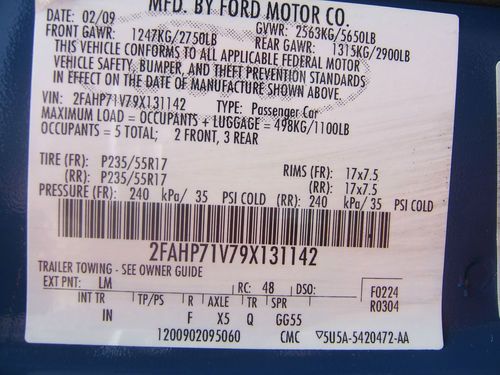 MFD. BY FORD MOTOR CO.
DATE: 02/09 GVWR: 2563KG/5650LB
FRONT GAWR: 1247KG/2750LB REAR GAWR: 1315KG/2900LB
THIS VEHICLE CONFORMS TO ALL APPLICABLE FEDERAL MOTOR
VEHICLE SAFETY, BUMPER, AND THEFT PREVENTION STANDARDS
IN EFFECT ON THE DATE OF MANUFACTURE SHOWN ABOVE.
VIN: 2FAHP71V79X131142 TYPE: Passenger Car
MAXIMUM LOAD = OCCUPANTS + LUGGAGE = 498KG/1100LB
OCCUPANTS = 5 TOTAL; 2 FRONT, 3 REAR
TIRE (FR): P235/55R17 RIMS (FR): 17x7.5
(RR): P235/55R17 (RR): 17x7.5
PRESSURE (FR): 240 kPa/ 35 PSI COLD (RR): 240 kPa/ 35 PSI COLD
2FAHP71V79X131142
TRAILER TOWING - SEE OWNER GUIDE
EXT PNT: LM RC: 48 DSO: F0224
INT TR TP/PS R AXLE TR SPR R0304
IN F X5 Q GG55
1200902095060 CMC 5U5A-5420472-AA